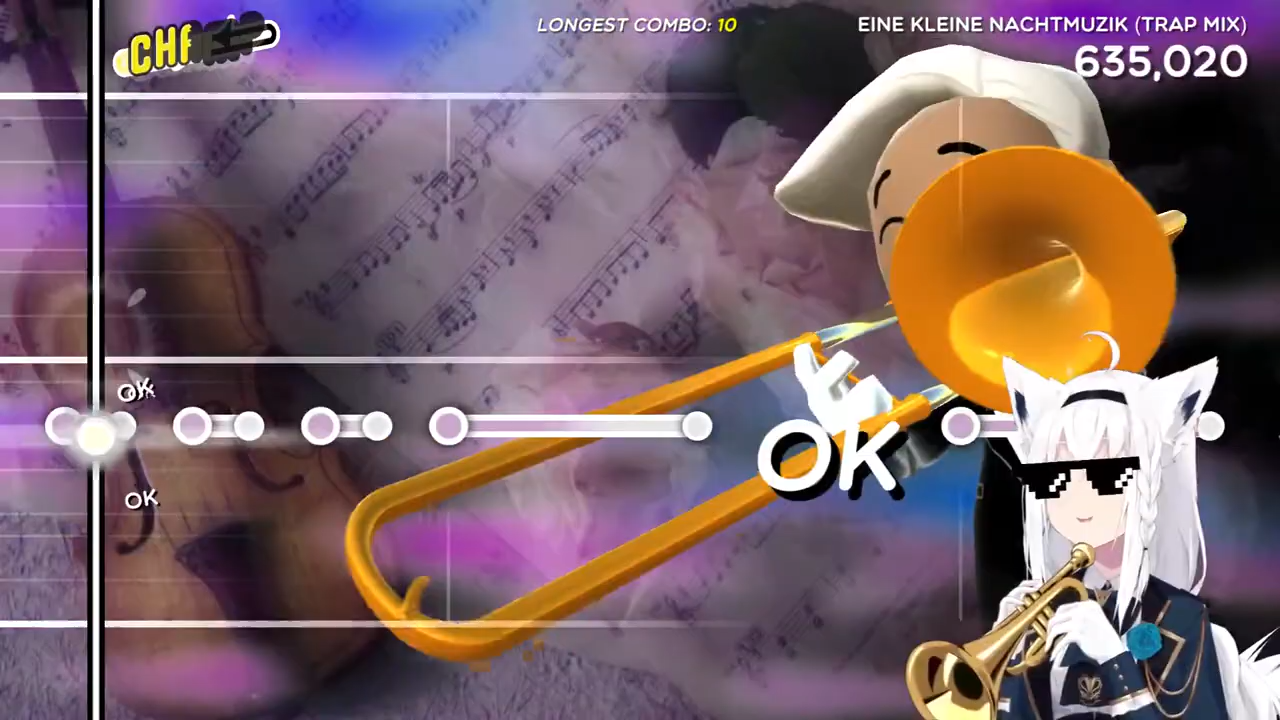 LONGEST COMBO: 10
EINE KLEINE NACHTMUZIK (TRAP MIX)
635,020
OK
OK
OK